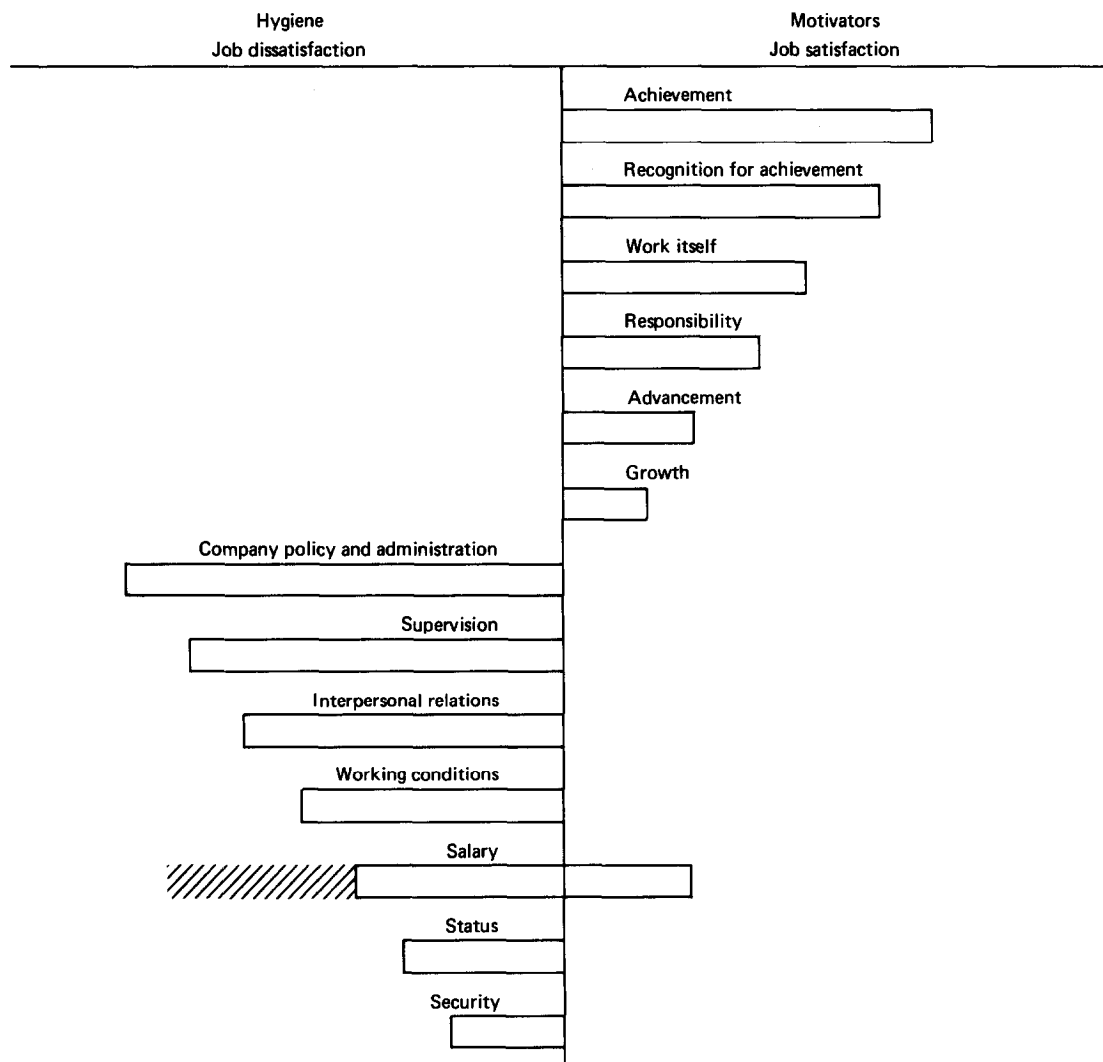 Hygiene
Job dissatisfaction
Motivators
Job satisfaction
Achievement
Recognition for achievement
Work itself
Responsibility
Advancement
Growth
Company policy and administration
Supervision
Interpersonal relations
Working conditions
Salary
Status
Security